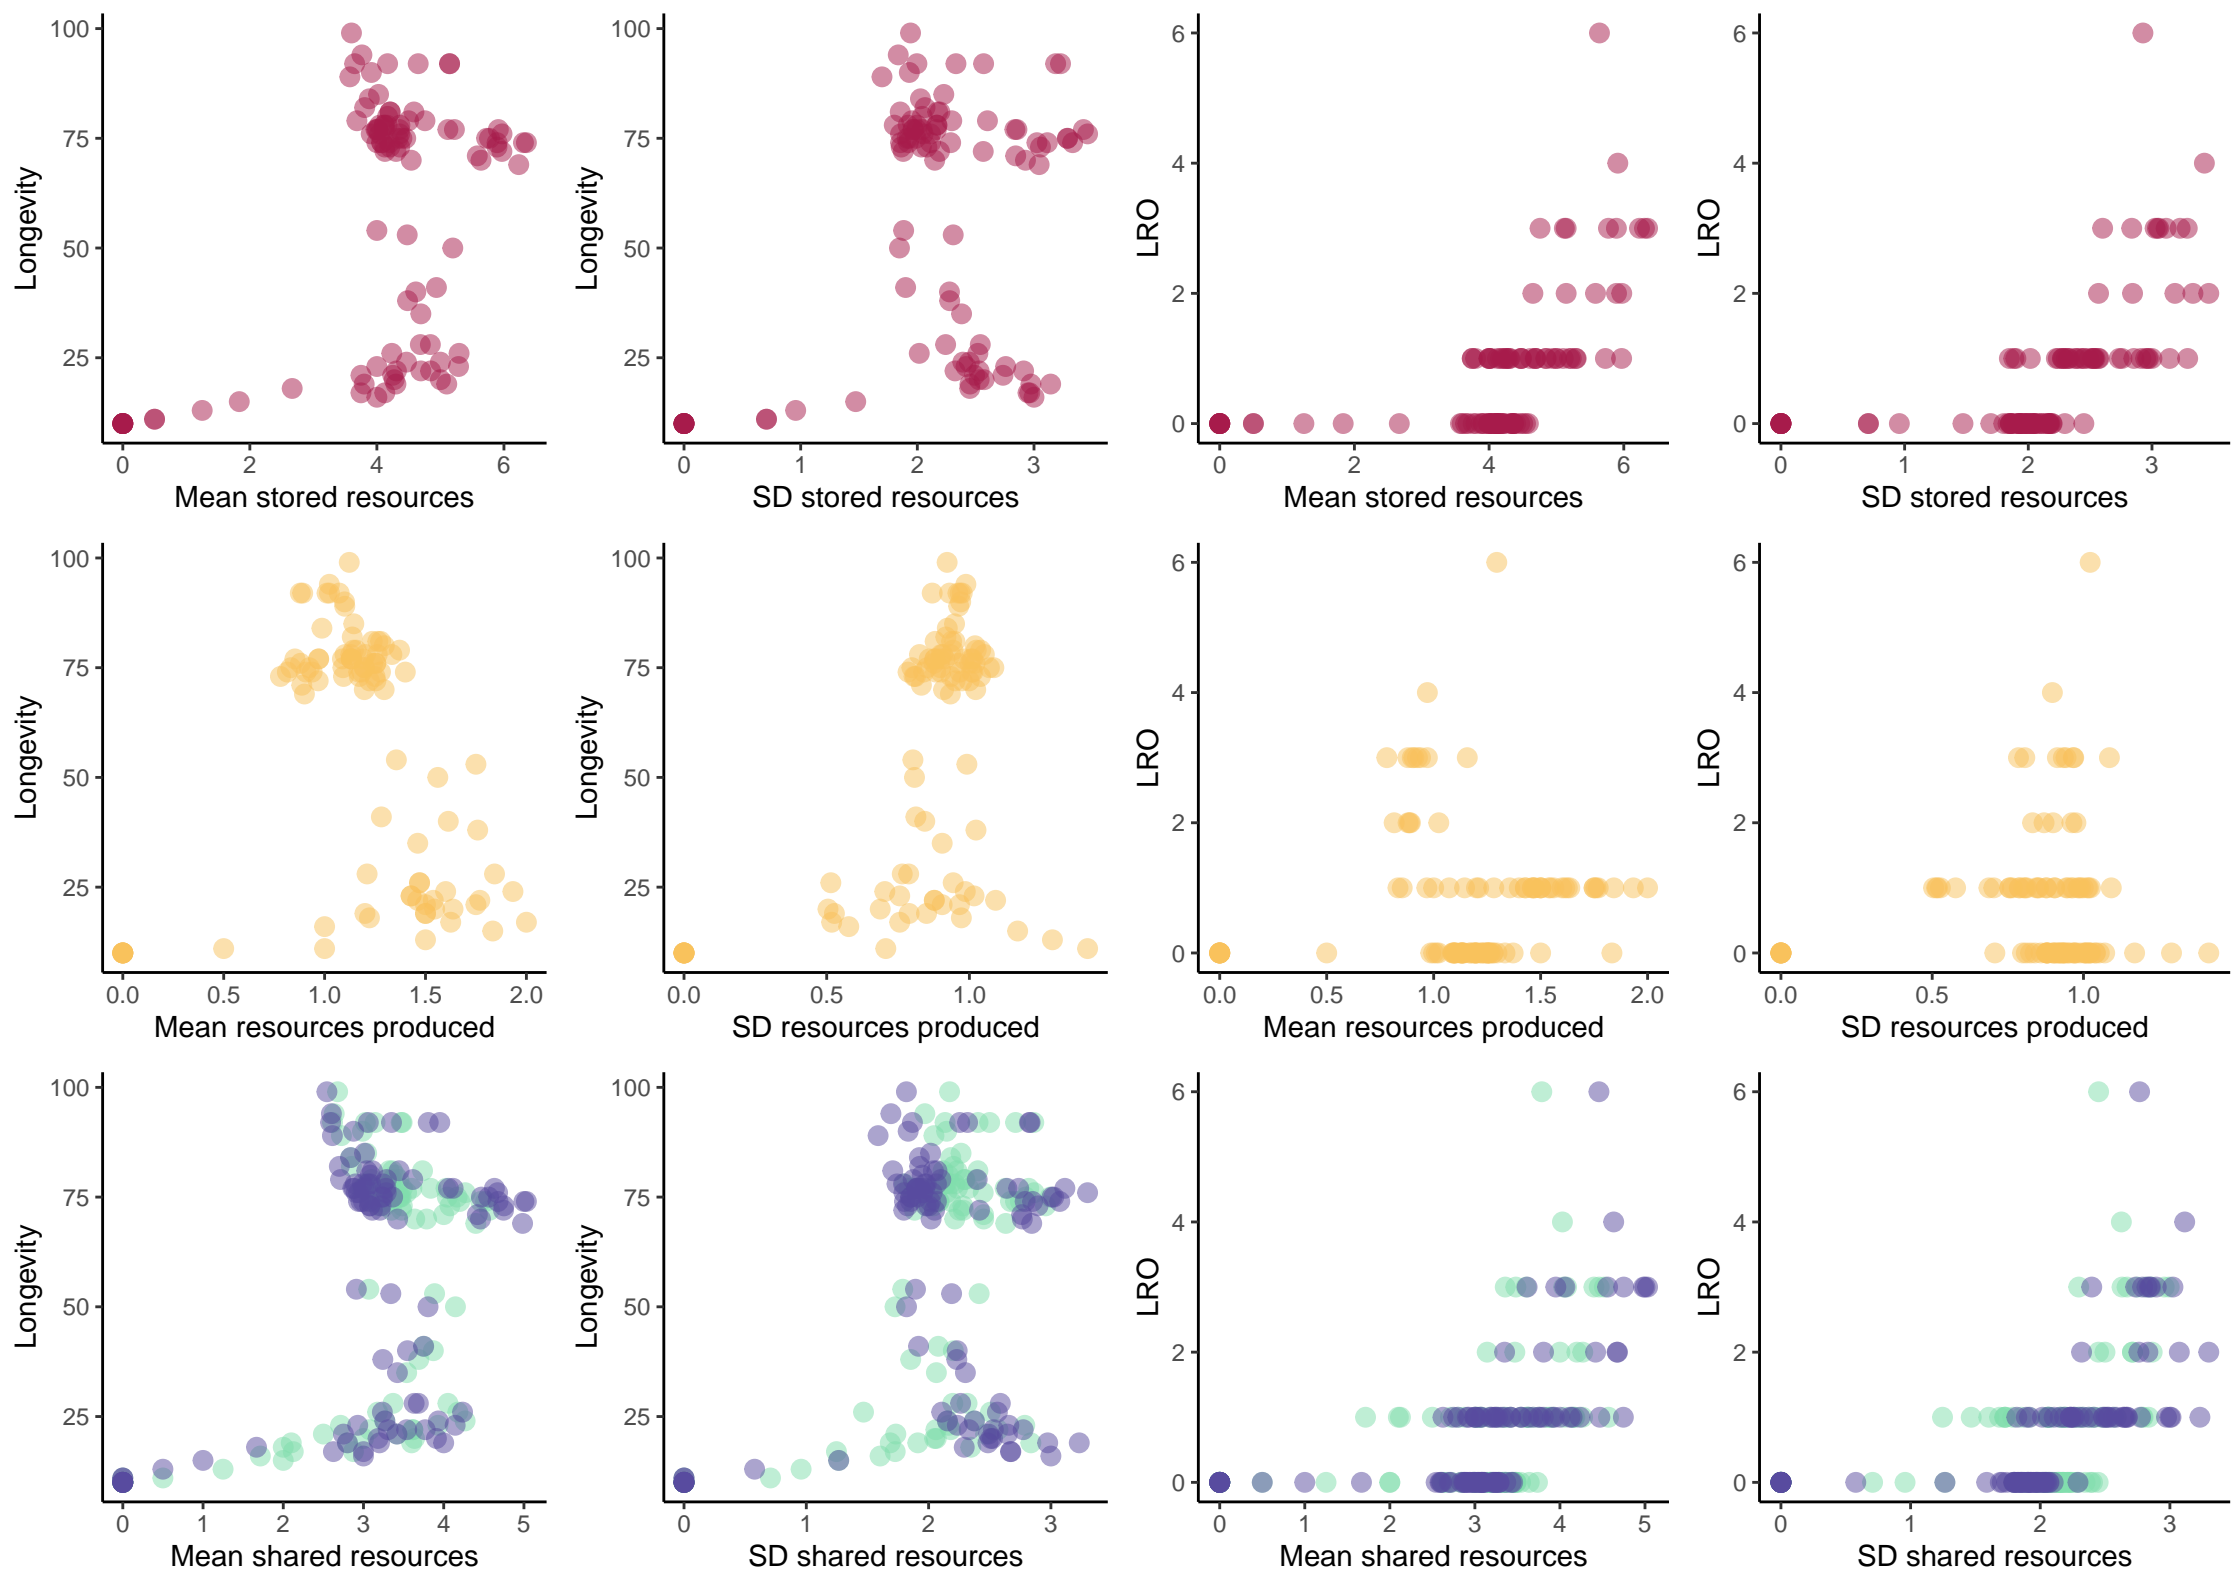 Longevity
100
75
50
25
0 2 4 6
Mean stored resources
Longevity
100
75
50
25
0 1 2 3
SD stored resources
LRO
6
4
2
0
0 2 4 6
Mean stored resources
LRO
6
4
2
0
0 1 2 3
SD stored resources
Longevity
100
75
50
25
0.0 0.5 1.0 1.5 2.0
Mean resources produced
Longevity
100
75
50
25
0.0 0.5 1.0
SD resources produced
LRO
6
4
2
0
0.0 0.5 1.0 1.5 2.0
Mean resources produced
LRO
6
4
2
0
0.0 0.5 1.0
SD resources produced
Longevity
100
75
50
25
0 1 2 3 4 5
Mean shared resources
Longevity
100
75
50
25
0 1 2 3
SD shared resources
LRO
6
4
2
0
0 1 2 3 4 5
Mean shared resources
LRO
6
4
2
0
0 1 2 3
SD shared resources